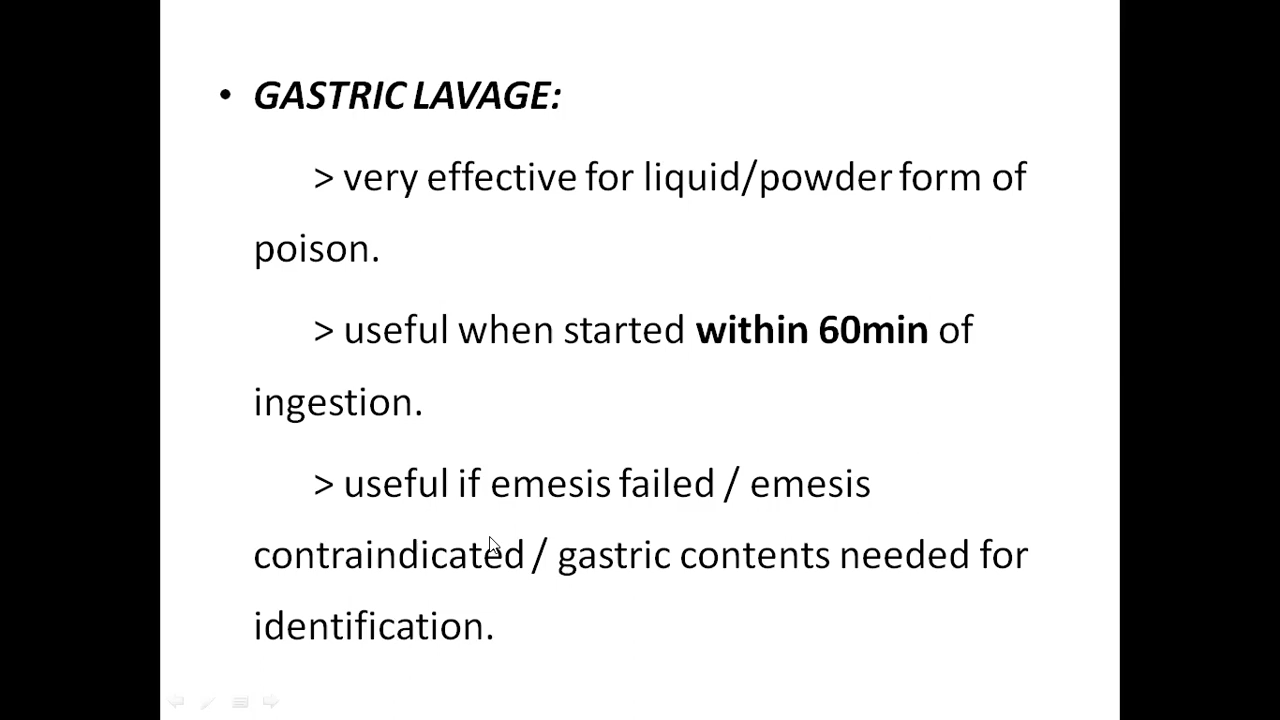 • GASTRIC LAVAGE:
> very effective for liquid/powder form of
poison.
> useful when started within 60min of
ingestion.
> useful if emesis failed / emesis
contraindicated / gastric contents needed for
identification.